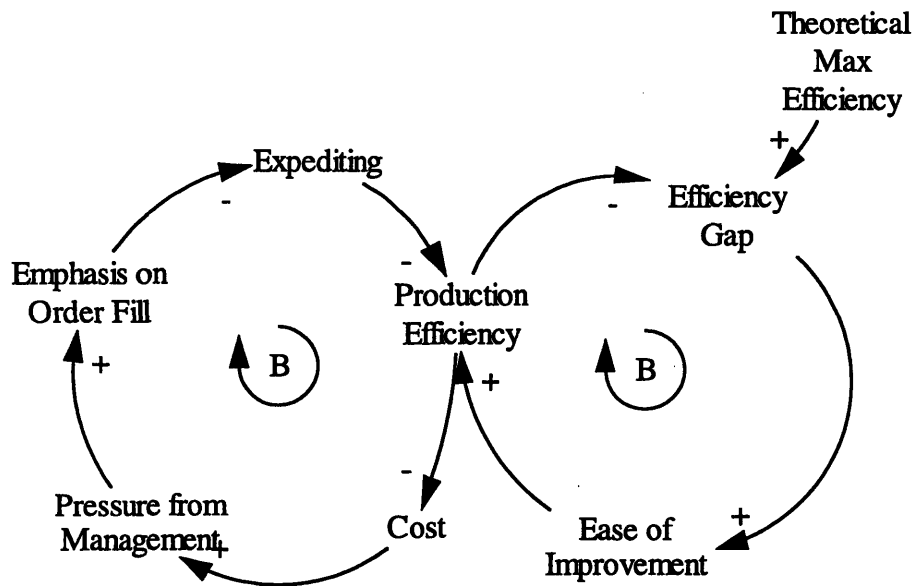 Theoretical
Max
Efficiency
+
Expediting
-
-
Efficiency
Gap
Emphasis on
Order Fill
-
Production
Efficiency
+
B
B
+
-
Pressure from
Management
+
Cost
+
Ease of
Improvement